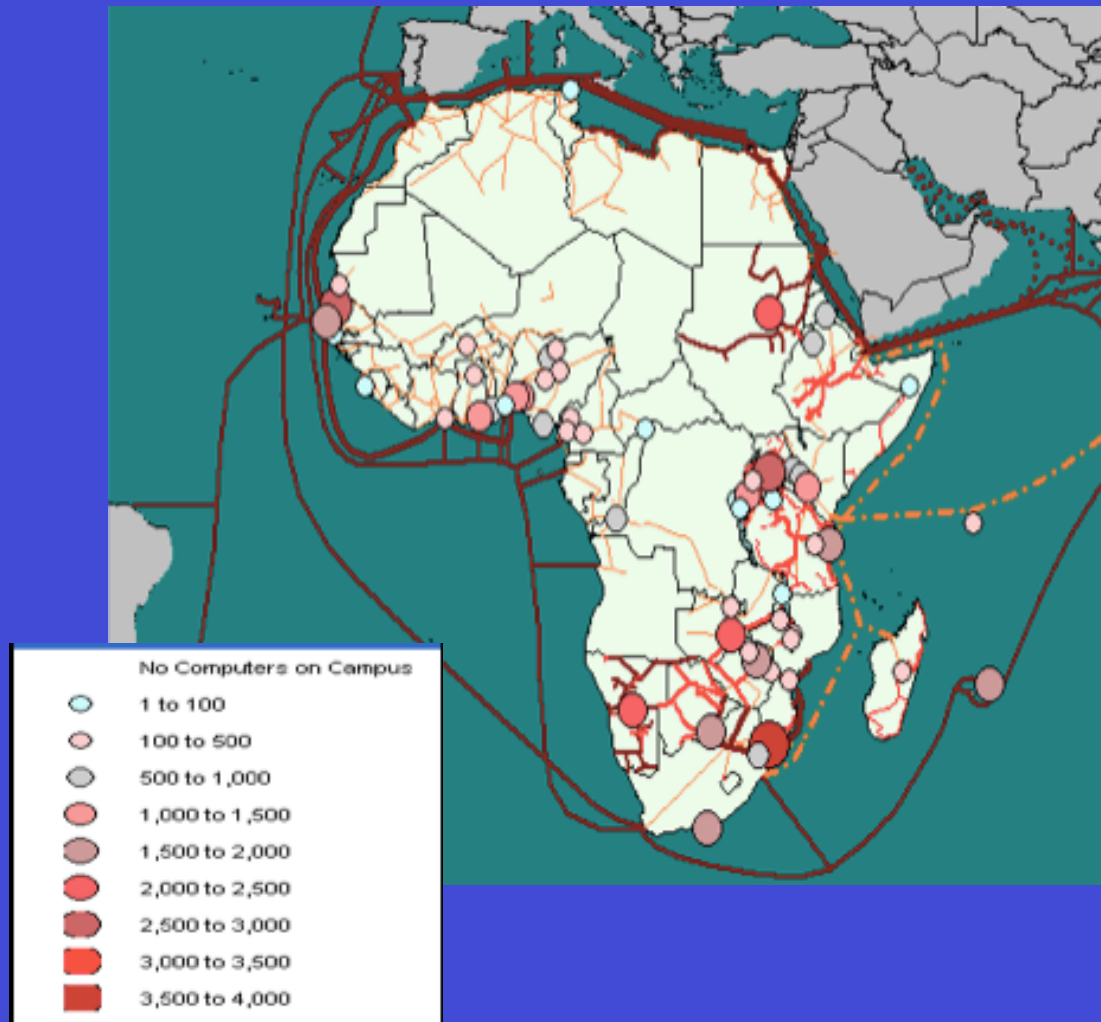 No Computers on Campus
1 to 100
100 to 500
500 to 1,000
1,000 to 1,500
1,500 to 2,000
2,000 to 2,500
2,500 to 3,000
3,000 to 3,500
3,500 to 4,000